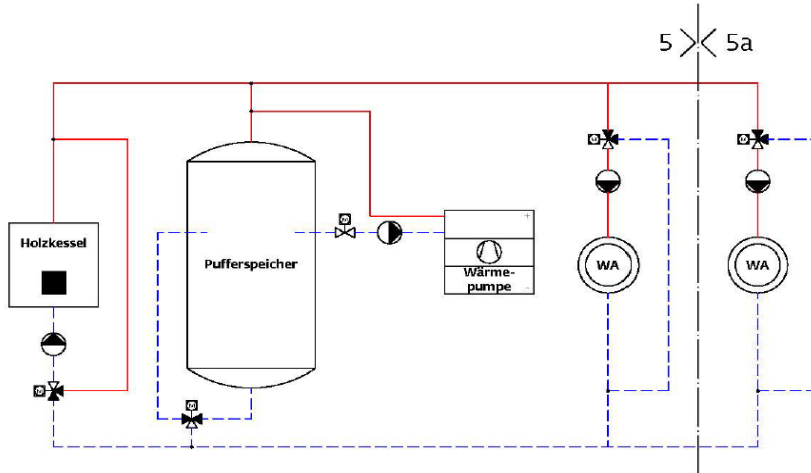 5 5a
Holzkessel
Pufferspeicher
+
Wärme-
pumpe
-
WA
WA
M
M
M
M
M